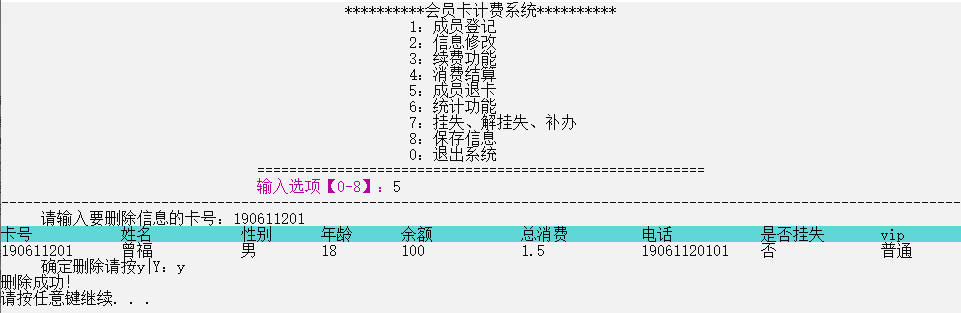 **********会员卡计费系统**********
1：成员登记
2：信息修改
3：续费功能
4：消费结算
5：成员退卡
6：统计功能
7：挂失、解挂失、补办
8：保存信息
0：退出系统
========================================================
输入选项【0-8】：5
------------------------------------------------------------------------------------------------------------------------
请输入要删除信息的卡号：190611201
卡号 姓名 性别 年龄 余额 总消费 电话 是否挂失 vip
190611201 曾福 男 18 100 1.5 19061120101 否 普通
确定删除请按y|Y：y
删除成功!
请按任意键继续. . .